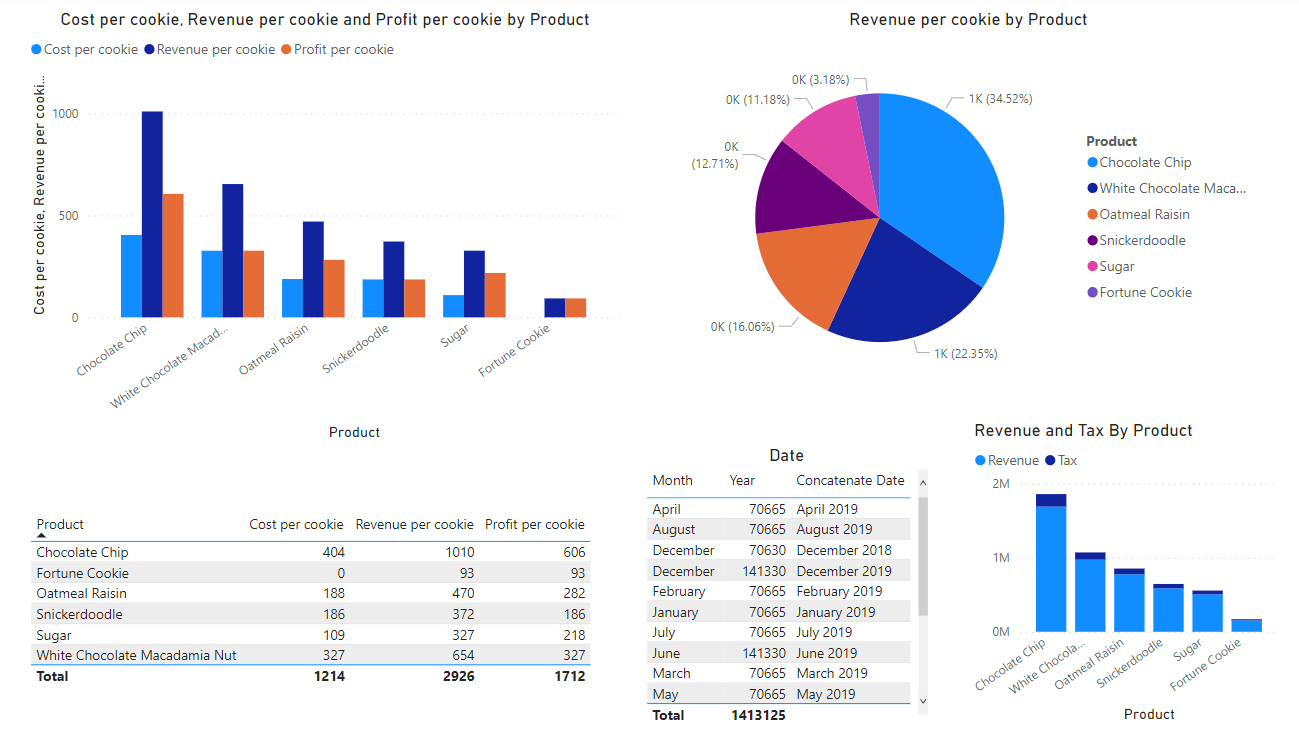 Cost per cookie, Revenue per cookie and Profit per cookie by Product
Cost per cookie Revenue per cookie Profit per cookie
Cost per cookie, Revenue per cooki...
1000
500
0
Chocolate Chip
White Chocolate Macad...
Oatmeal Raisin
Snickerdoodle
Sugar
Fortune Cookie
Product
Revenue per cookie by Product
0K (3.18%)
0K (11.18%)
0K
(12.71%)
0K (16.06%)
1K (34.52%)
1K (22.35%)
Product
Chocolate Chip
White Chocolate Maca...
Oatmeal Raisin
Snickerdoodle
Sugar
Fortune Cookie
Product Cost per cookie Revenue per cookie Profit per cookie
Chocolate Chip 404 1010 606
Fortune Cookie 0 93 93
Oatmeal Raisin 188 470 282
Snickerdoodle 186 372 186
Sugar 109 327 218
White Chocolate Macadamia Nut 327 654 327
Total 1214 2926 1712
Date
Month Year Concatenate Date
April 70665 April 2019
August 70665 August 2019
December 70630 December 2018
December 141330 December 2019
February 70665 February 2019
January 70665 January 2019
July 70665 July 2019
June 141330 June 2019
March 70665 March 2019
May 70665 May 2019
Total 1413125
Revenue and Tax By Product
Revenue Tax
2M
1M
0M
Chocolate Chip
White Chocola...
Oatmeal Raisin
Snickerdoodle
Sugar
Fortune Cookie
Product